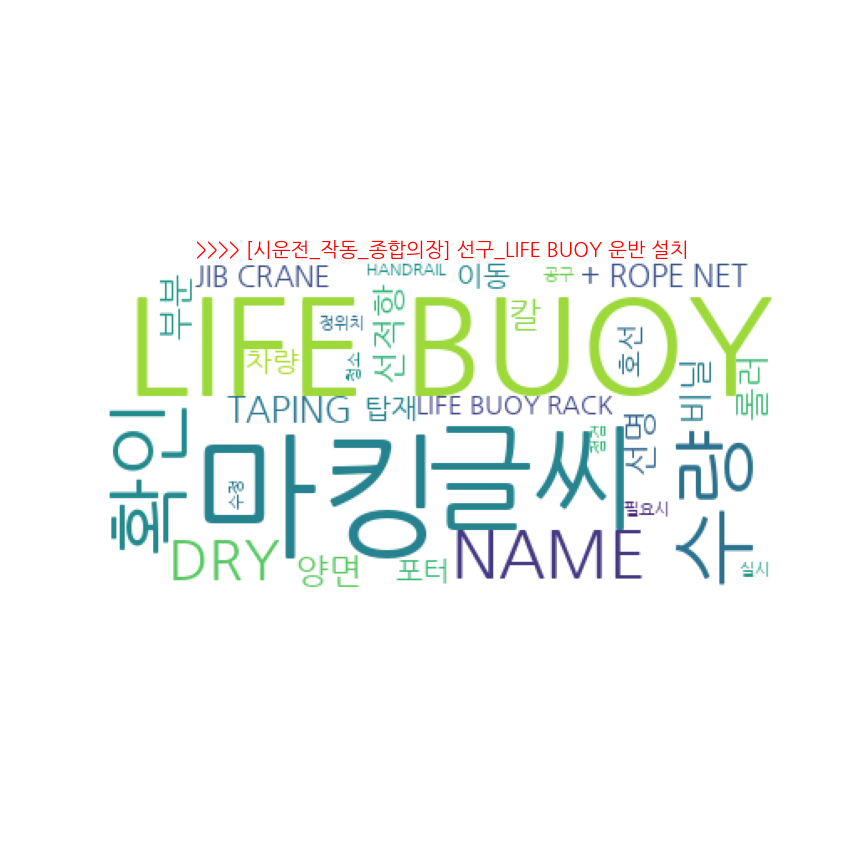 >>>> [시운전_작동_종합의장] 선구_LIFE BUOY 운반 설치
JIB CRANE
HANDRAIL
이동
공구
+ ROPE NET
부분
LIFE BUOY
정위치
선적항
칼
호선
차량
청소
비닐
롤러
TAPING
탑재
LIFE BUOY RACK
확인
마킹
글씨
점검
선명
수량
수정
필요시
DRY
양면
포터
NAME
실시